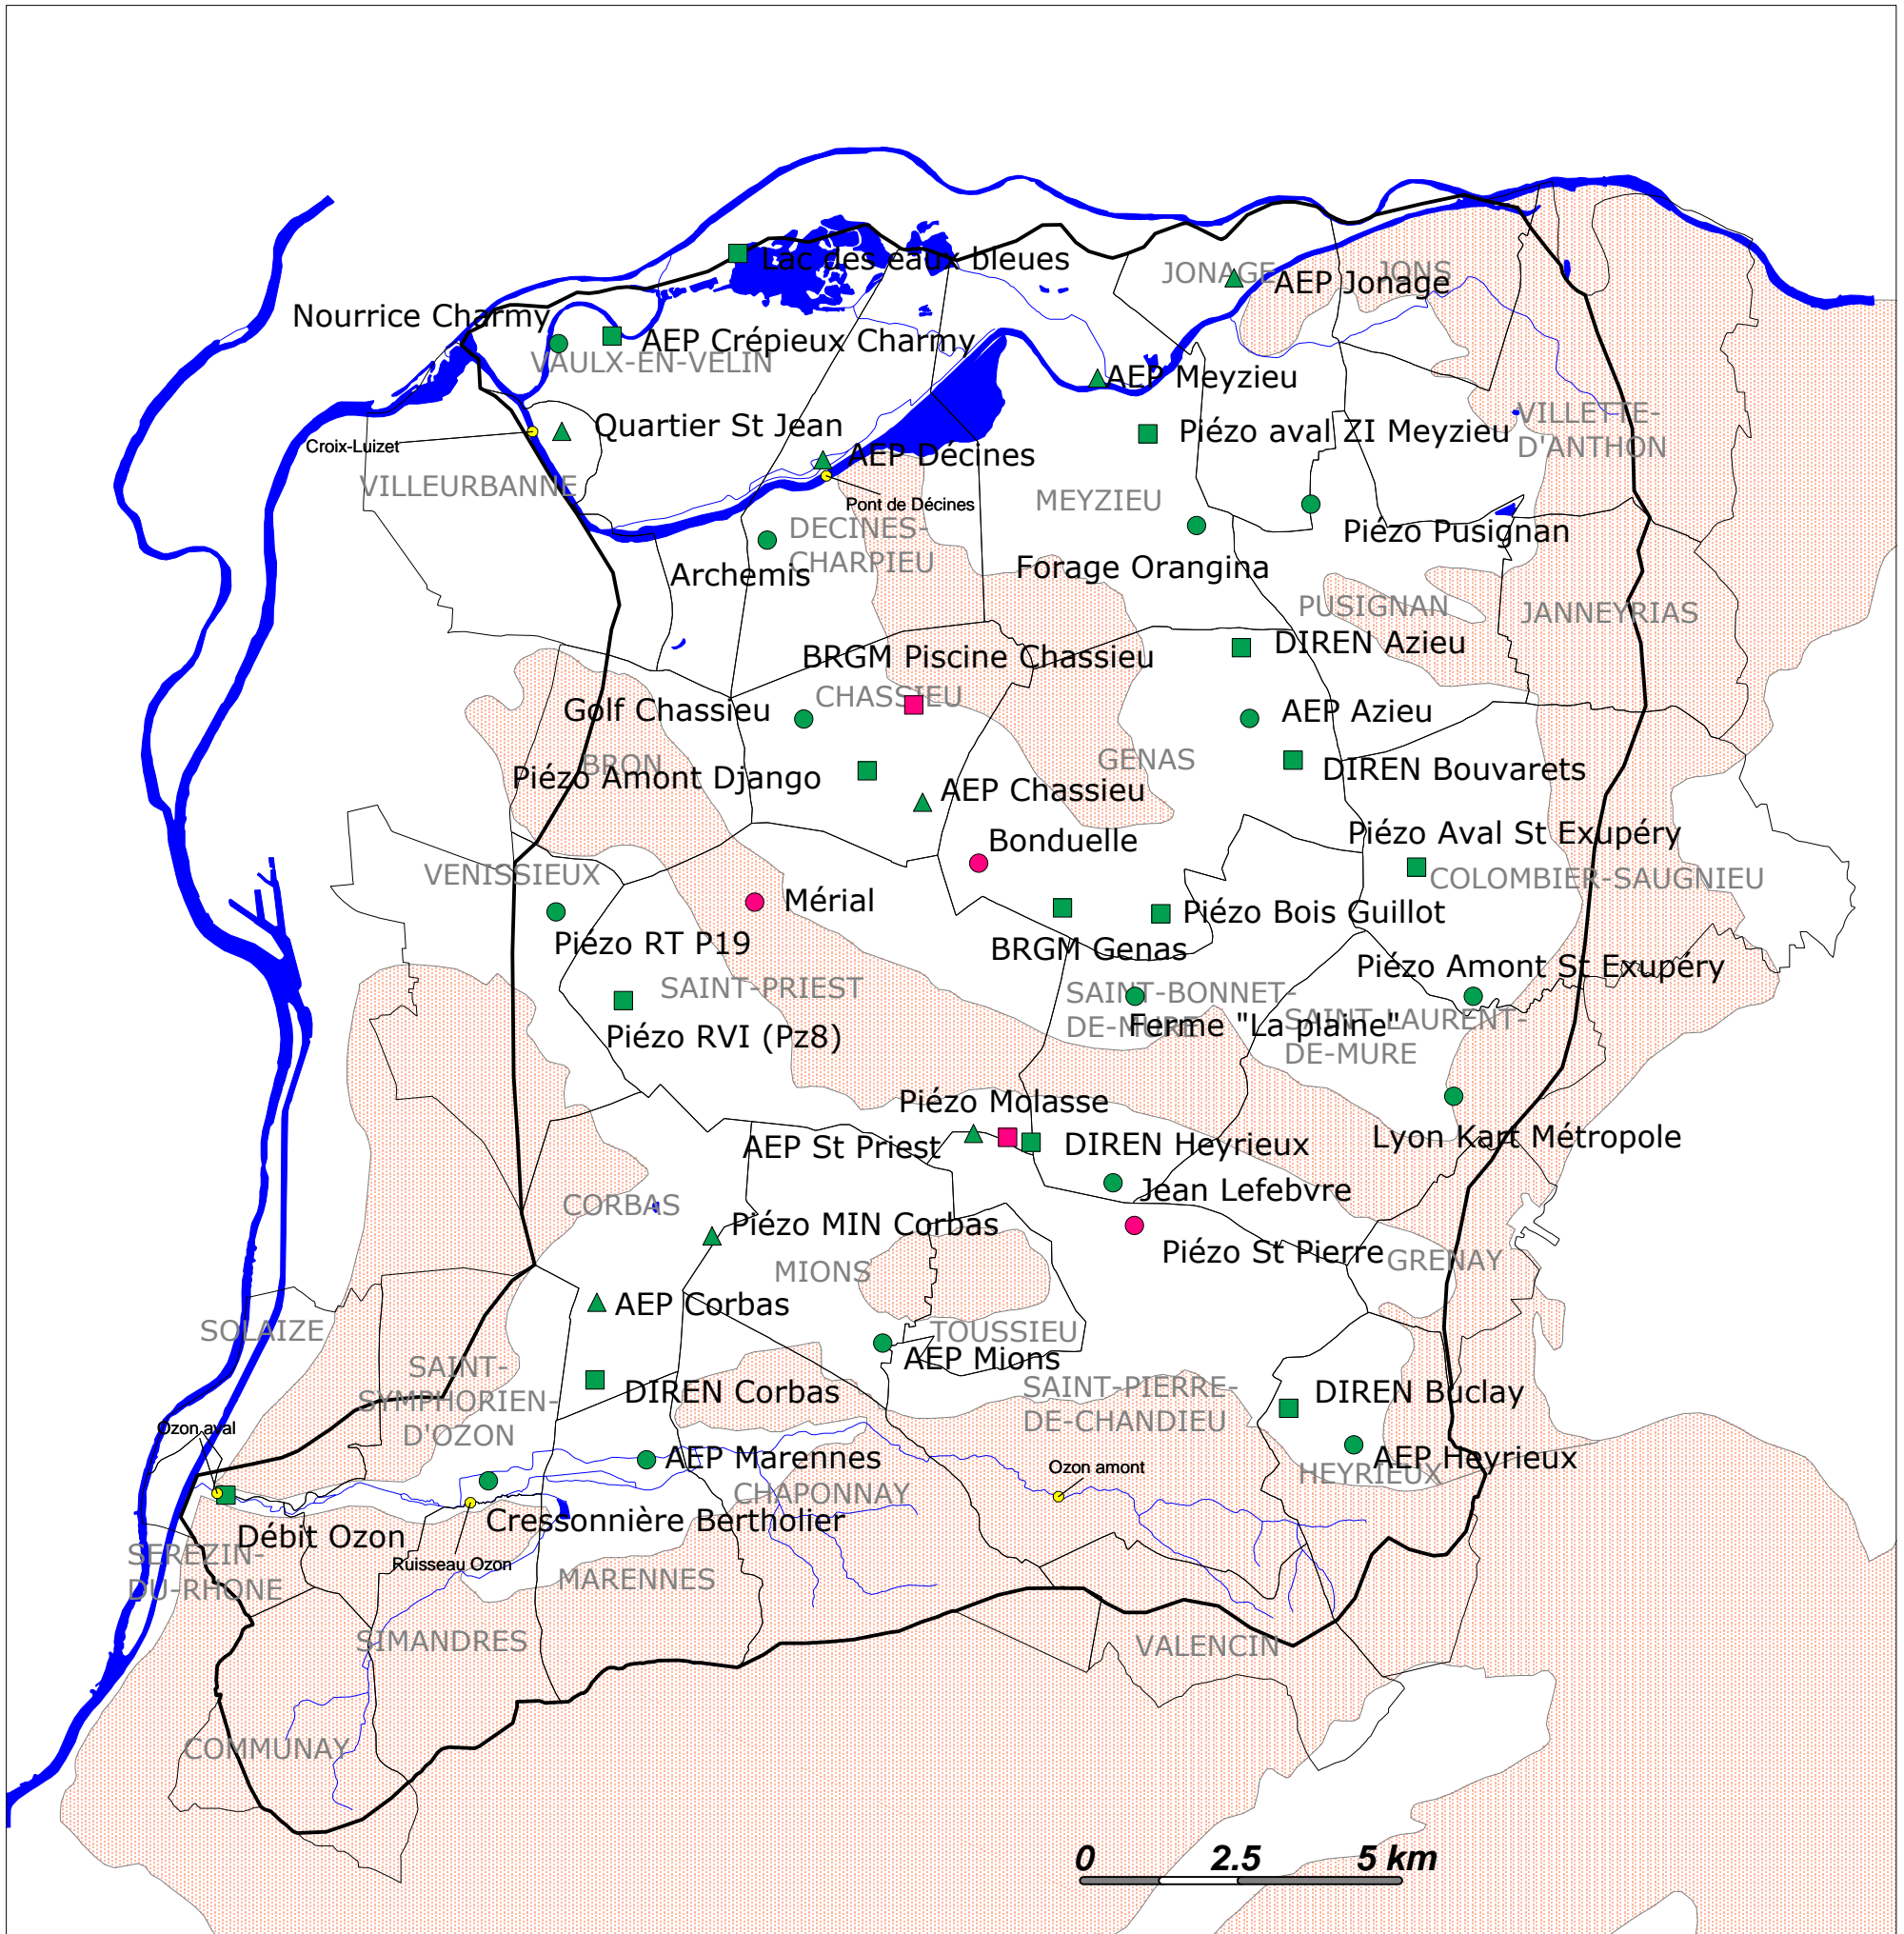 Lac des eaux bleues
JONAGE
JONS
AEP Jonage
Nourrice Charmy
AEP Crépieux Charmy
VAULX-EN-VELIN
AEP Meyzieu
Quartier St Jean
Piézo aval ZI Meyzieu
VILLETTE-
D'ANTHON
Croix-Luizet
AEP Décines
VILLEURBANNE
Pont de Décines
MEYZIEU
DECINES-
CHARPIEU
Piézo Pusignan
Archemis
Forage Orangina
PUSIGNAN
JANNEYRIAS
DIREN Azieu
BRGM Piscine Chassieu
CHASSIEU
Golf Chassieu
AEP Azieu
BRON
GENAS
Piézo Amont Django
DIREN Bouvarets
AEP Chassieu
Bonduelle
Piézo Aval St Exupéry
VENISSIEUX
COLOMBIER-SAUGNIEU
Mérial
Piézo Bois Guillot
Piézo RT P19
BRGM Genas
Piézo Amont St Exupéry
SAINT-PRIEST
SAINT-BONNET-
DE-MURE
Ferme "La plaine"
SAINT-LAURENT-
DE-MURE
Piézo RVI (Pz8)
Piézo Molasse
AEP St Priest
DIREN Heyrieux
Lyon Kart Métropole
Jean Lefebvre
CORBAS
Piézo MIN Corbas
Piézo St Pierre
GRENAY
MIONS
AEP Corbas
SOLAIZE
TOUSSIEU
AEP Mions
SAINT-
SYMPHORIEN-
D'OZON
DIREN Corbas
SAINT-PIERRE-
DE-CHANDIEU
DIREN Buclay
Ozon aval
AEP Marennes
Ozon amont
AEP Heyrieux
HEYRIEUX
CHAPONNAY
Cressonnière Bertholier
Débit Ozon
SEREZIN-
DU-RHONE
Ruisseau Ozon
MARENNES
SIMANDRES
VALENCIN
COMMUNAY
0 2.5 5 km